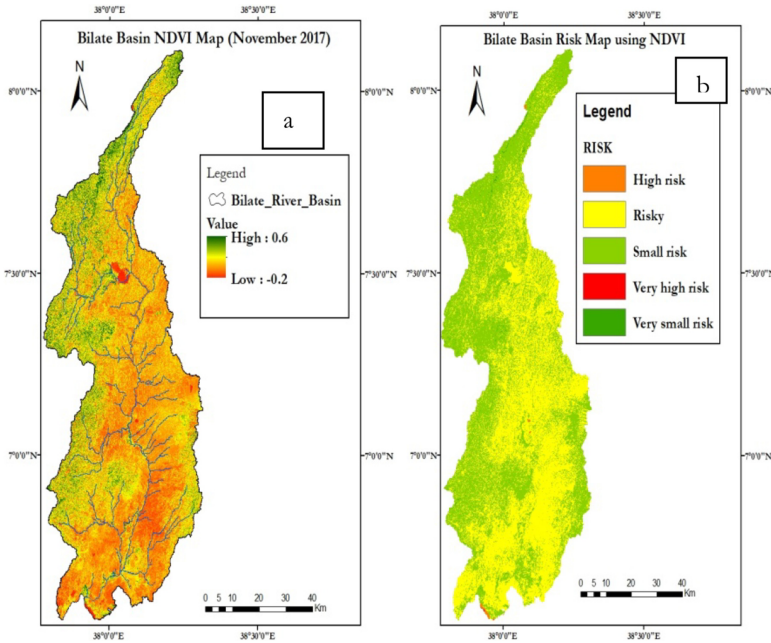 38°0'0"E
38°30'0"E
Bilate Basin NDVI Map (November 2017)
N
a
8°0'0"N
7°30'0"N
7°0'0"N
Legend
Bilate_River_Basin
Value
High : 0.6
Low : -0.2
0 5 10 20 30 40
Km
38°0'0"E
38°30'0"E
38°0'0"E
38°30'0"E
Bilate Basin Risk Map using NDVI
N
b
8°0'0"N
7°30'0"N
7°0'0"N
Legend
RISK
High risk
Risky
Small risk
Very high risk
Very small risk
0 5 10 20 30 40
Km
38°0'0"E
38°30'0"E
8°0'0"N
7°30'0"N
7°0'0"N